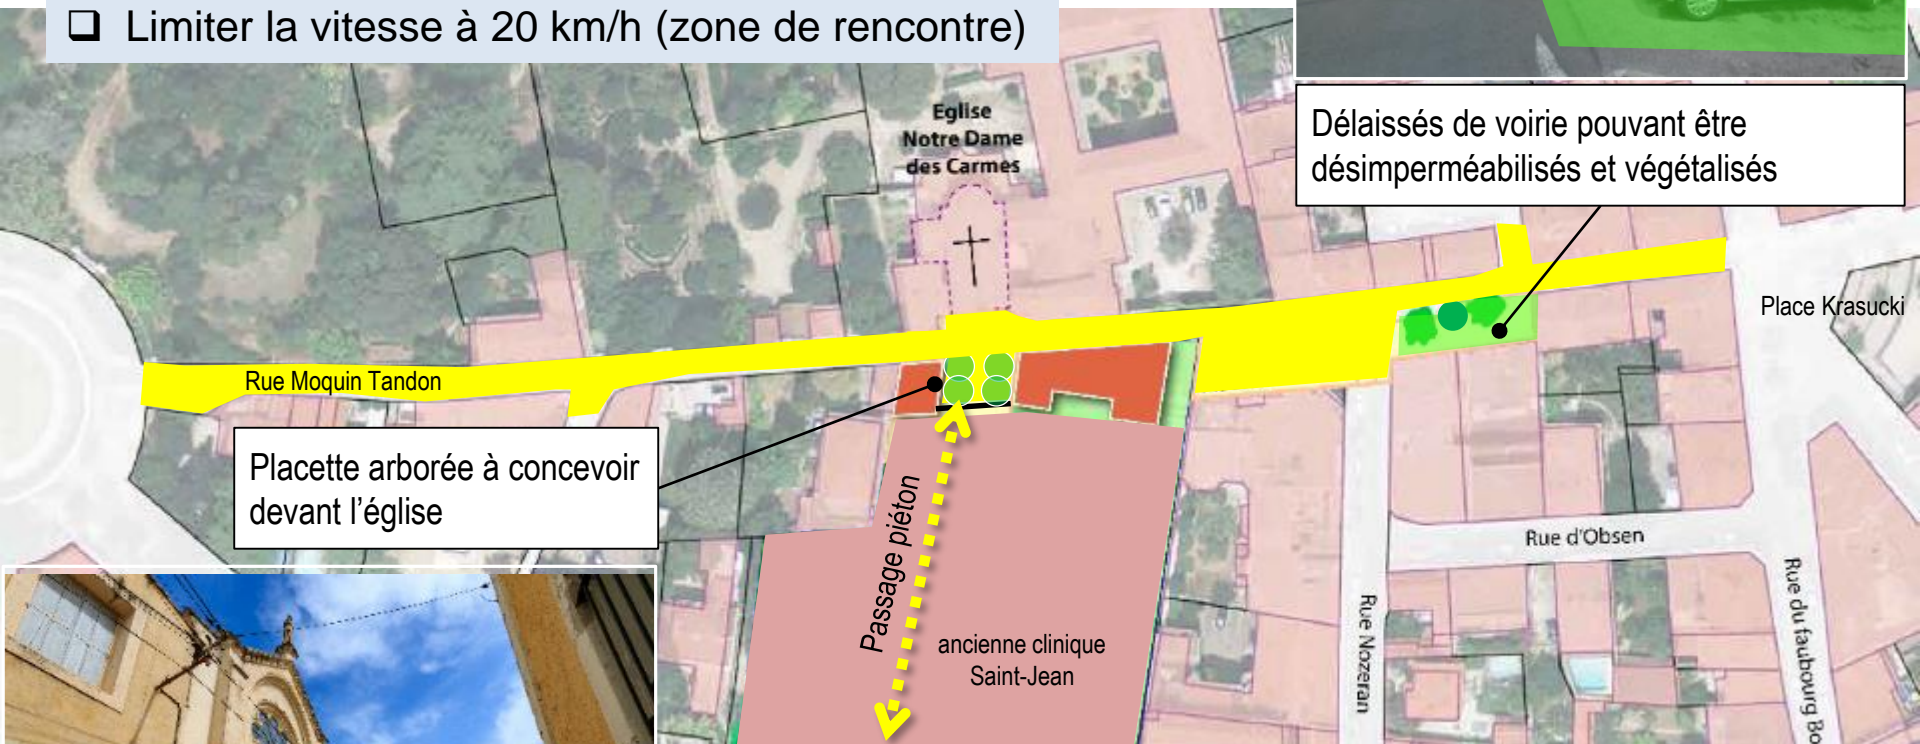 ❑ Limiter la vitesse à 20 km/h (zone de rencontre)
Délaissés de voirie pouvant être
désimperméabilisés et végétalisés
Eglise
Notre Dame
des Carmes
Place Krasucki
Rue Moquin Tandon
Placette arborée à concevoir
devant l'église
Passage piéton
ancienne clinique
Saint-Jean
Rue d'Obsen
Rue Nozeran
Rue du faubourg Bo